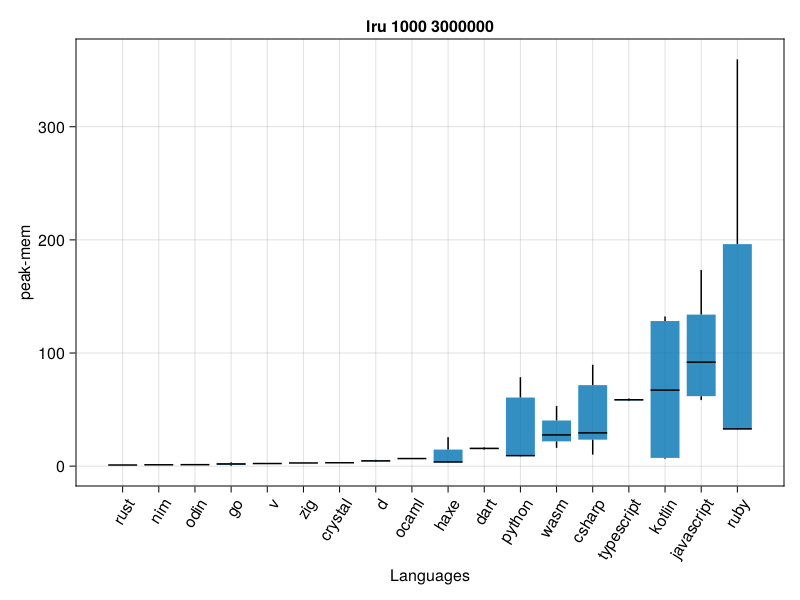 lru 1000 3000000
peak-mem
300
200
100
0
rust
nim
odin
go
v
zig
crystal
d
ocaml
haxe
dart
python
wasm
csharp
typescript
kotlin
javascript
ruby
Languages